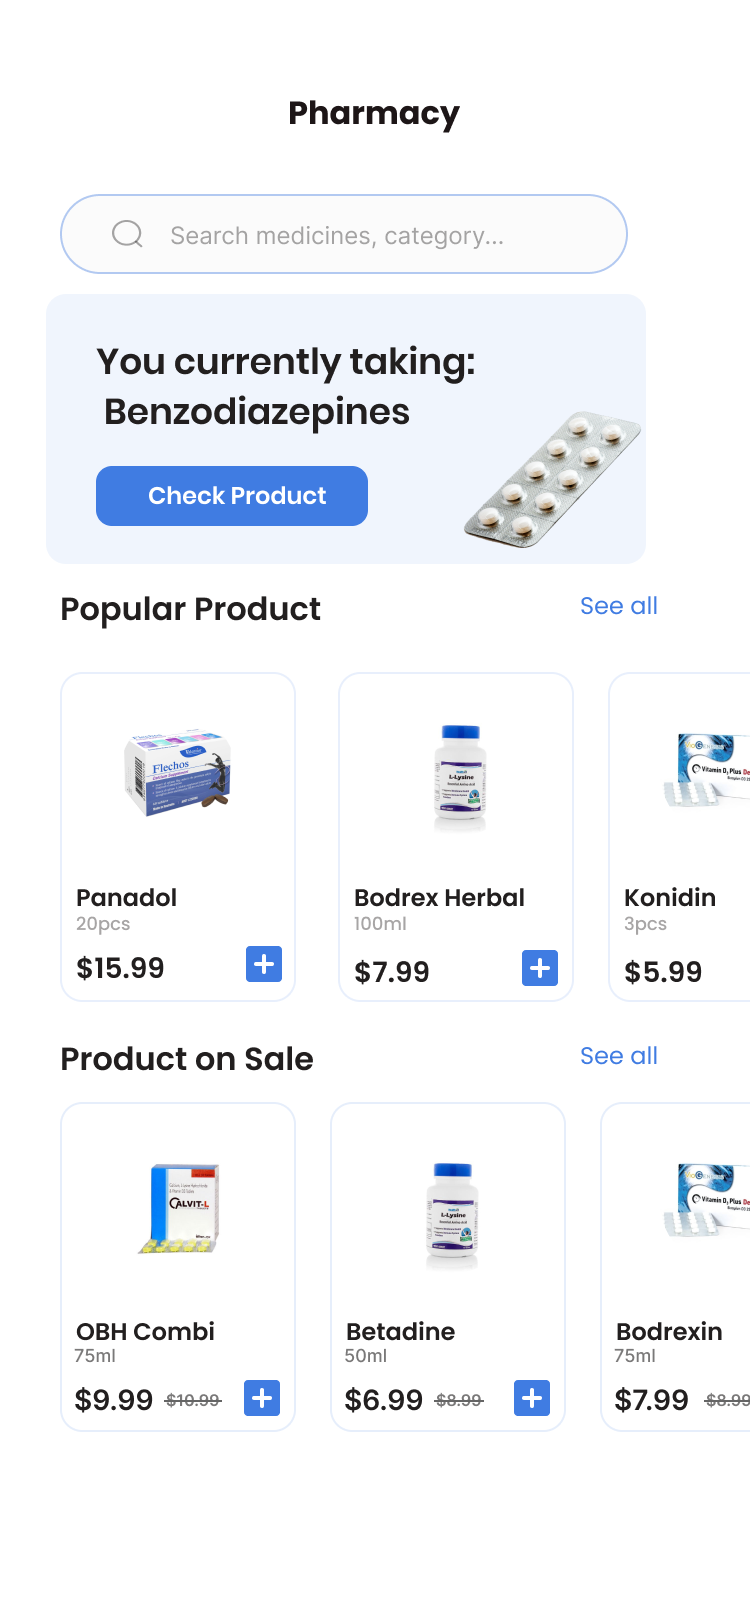 Pharmacy
Search medicines, category...
You currently taking:
Benzodiazepines
Check Product
Popular Product
See all
Flechos
L-Lysine
Vitamin D₃ Plus De
Panadol
20pcs
$15.99
Bodrex Herbal
100ml
$7.99
Konidin
3pcs
$5.99
Product on Sale
See all
CALVIT-L
L-Lysine
Vitamin D₃ Plus De
OBH Combi
75ml
$9.99 $10.99
Betadine
50ml
$6.99 $8.99
Bodrexin
75ml
$7.99 $8.99